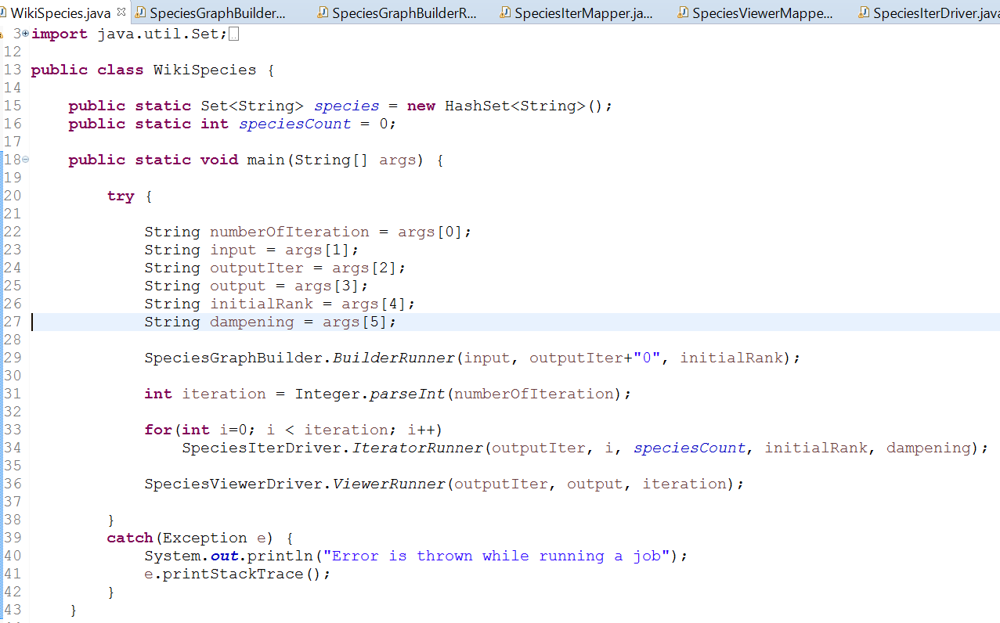 WikiSpecies.java SpeciesGraphBuilder... SpeciesGraphBuilderR... SpeciesIterMapper.ja... SpeciesViewerMappe... SpeciesIterDriver.java
3 import java.util.Set;
12
13 public class WikiSpecies {
14
15 public static Set<String> species = new HashSet<String>();
16 public static int speciesCount = 0;
17
18 public static void main(String[] args) {
19
20 try {
21
22 String numberOfIteration = args[0];
23 String input = args[1];
24 String outputIter = args[2];
25 String output = args[3];
26 String initialRank = args[4];
27 String dampening = args[5];
28
29 SpeciesGraphBuilder.BuilderRunner(input, outputIter+"0", initialRank);
30
31 int iteration = Integer.parseInt(numberOfIteration);
32
33 for(int i=0; i < iteration; i++)
34 SpeciesIterDriver.IteratorRunner(outputIter, i, speciesCount, initialRank, dampening);
35
36 SpeciesViewerDriver.ViewerRunner(outputIter, output, iteration);
37
38 }
39 catch(Exception e) {
40 System.out.println("Error is thrown while running a job");
41 e.printStackTrace();
42 }
43 }